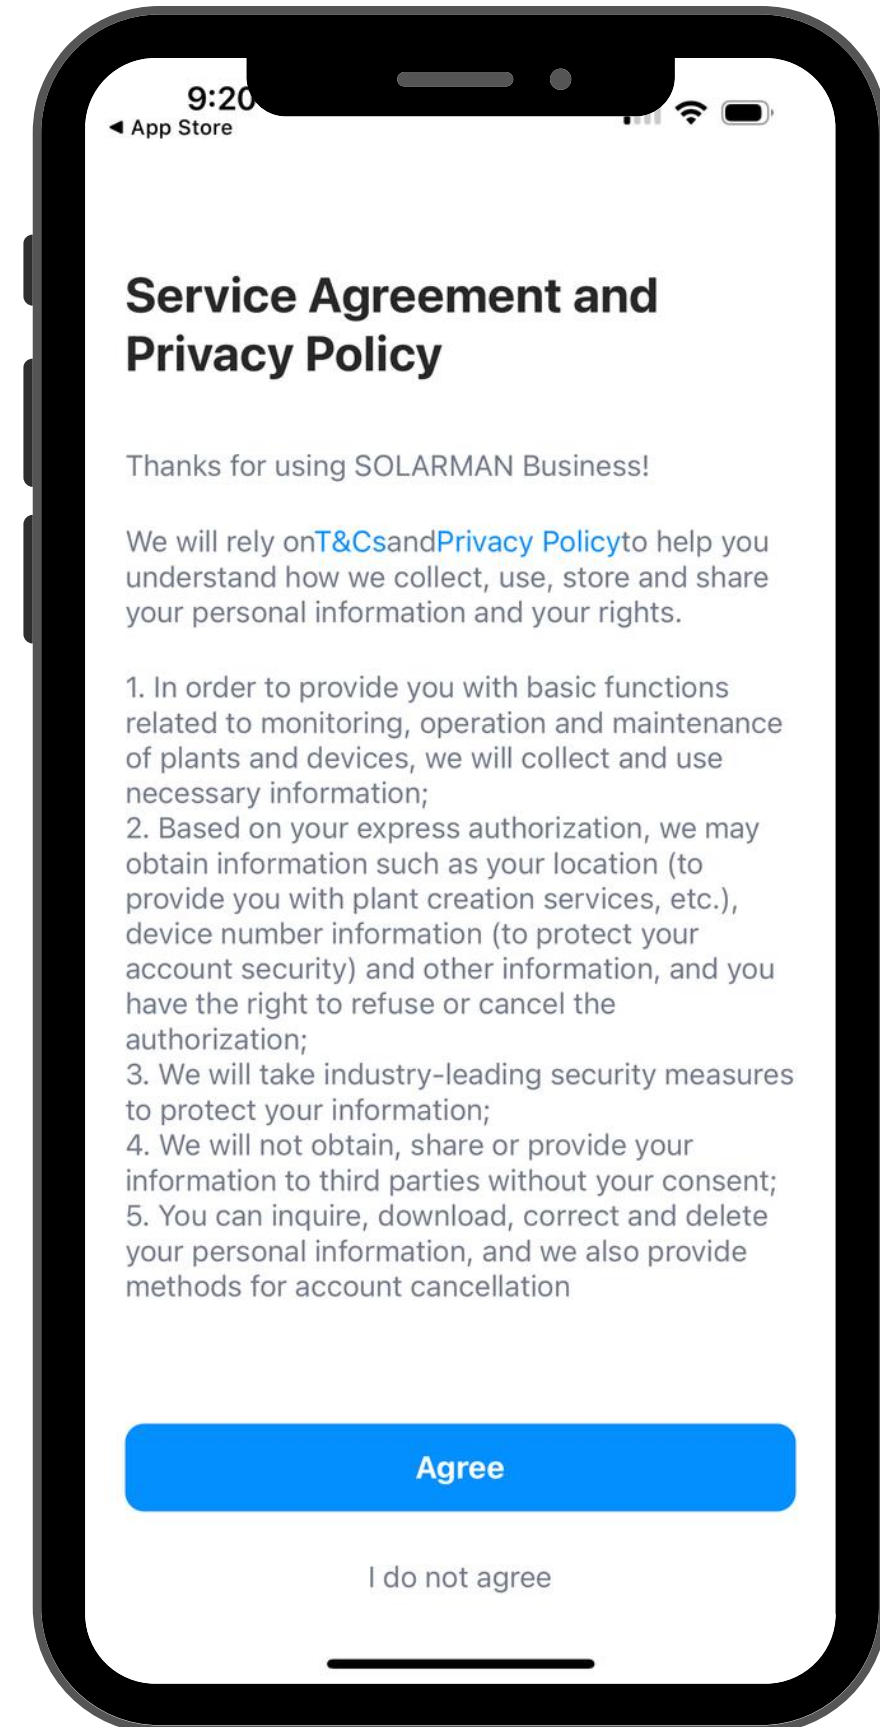 9:20
◀ App Store
Service Agreement and
Privacy Policy
Thanks for using SOLARMAN Business!
We will rely onT&CsandPrivacy Policyto help you
understand how we collect, use, store and share
your personal information and your rights.
1. In order to provide you with basic functions
related to monitoring, operation and maintenance
of plants and devices, we will collect and use
necessary information;
2. Based on your express authorization, we may
obtain information such as your location (to
provide you with plant creation services, etc.),
device number information (to protect your
account security) and other information, and you
have the right to refuse or cancel the
authorization;
3. We will take industry-leading security measures
to protect your information;
4. We will not obtain, share or provide your
information to third parties without your consent;
5. You can inquire, download, correct and delete
your personal information, and we also provide
methods for account cancellation
Agree
I do not agree